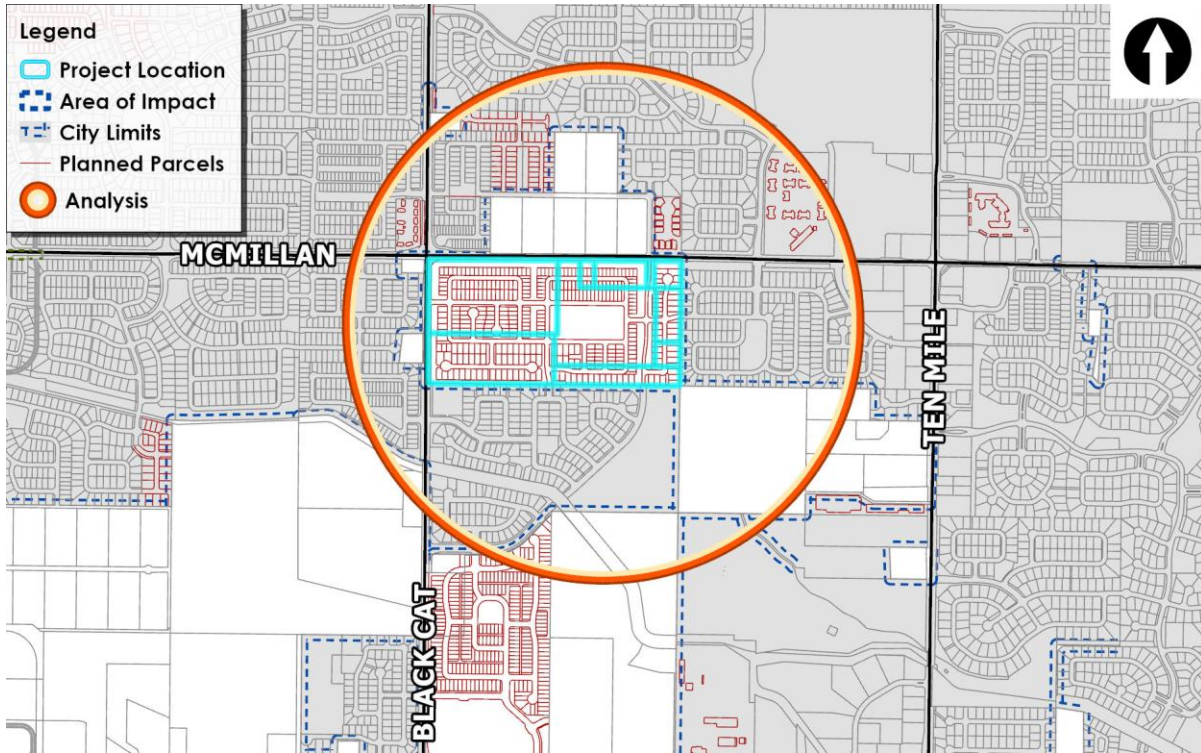 Legend
Project Location
Area of Impact
City Limits
Planned Parcels
Analysis
MCMILLAN
TEN MILE
BLACK CAT